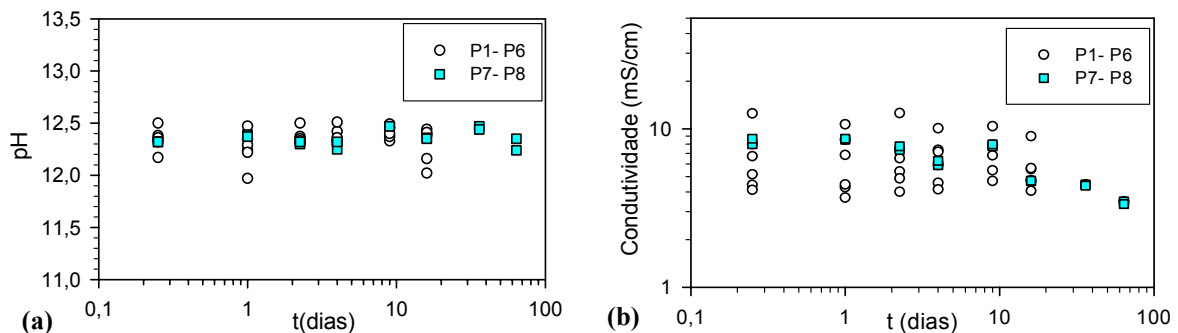 13,5
13,0
12,5
12,0
11,5
11,0
pH
P1- P6
P7- P8
0,1
1
10
100
t(dias)
(a)
10
1
Condutividade (mS/cm)
P1- P6
P7- P8
0,1
1
10
100
t (dias)
(b)